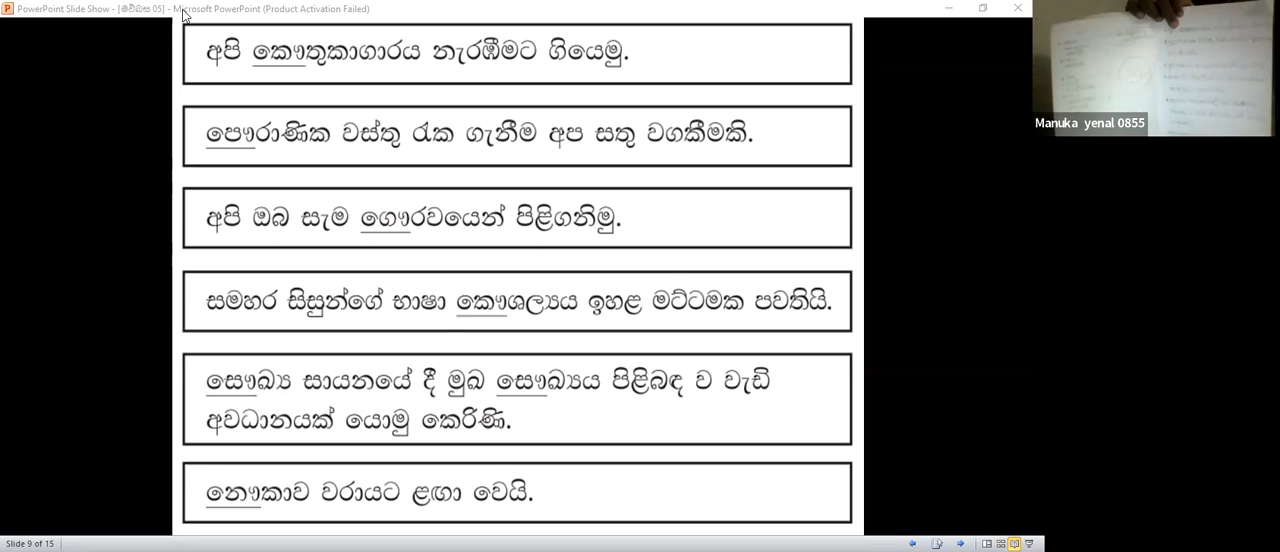 PowerPoint Slide Show - [මව්බස 05] - Microsoft PowerPoint (Product Activation Failed)
අපි කෞතුකාගාරය නැරඹීමට ගියෙමු.
පෞරාණික වස්තු රැක ගැනීම අප සතු වගකීමකි.
අපි ඔබ සැම ගෞරවයෙන් පිළිගනිමු.
සමහර සිසුන්ගේ භාෂා කෞශල්‍යය ඉහළ මට්ටමක පවතියි.
සෞඛ්‍ය සායනයේ දී මුඛ සෞඛ්‍යය පිළිබඳ ව වැඩි
අවධානයක් යොමු කෙරිණි.
නෞකාව වරායට ළඟා වෙයි.
Manuka yenal 0855
Slide 9 of 15